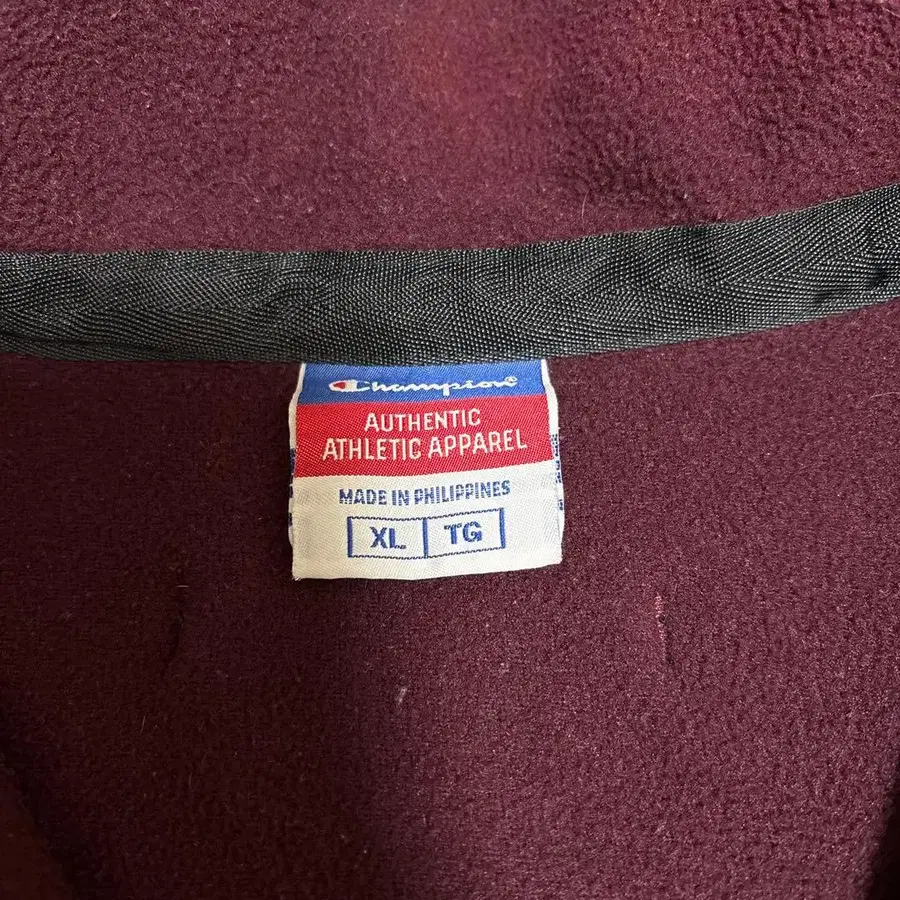 Champion
AUTHENTIC
ATHLETIC APPAREL
MADE IN PHILIPPINES
XL TG